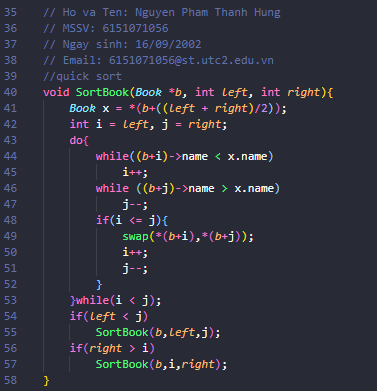 35 // Ho va Ten: Nguyen Pham Thanh Hung
36 // MSSV: 6151071056
37 // Ngay sinh: 16/09/2002
38 // Email: 6151071056@st.utc2.edu.vn
39 //quick sort
40 void SortBook(Book *b, int left, int right){
41     Book x = *(b+((left + right)/2));
42     int i = left, j = right;
43     do{
44         while((b+i)->name < x.name)
45             i++;
46         while ((b+j)->name > x.name)
47             j--;
48         if(i <= j){
49             swap(*(b+i),*(b+j));
50             i++;
51             j--;
52         }
53     }while(i < j);
54     if(left < j)
55         SortBook(b,left,j);
56     if(right > i)
57         SortBook(b,i,right);
58 }